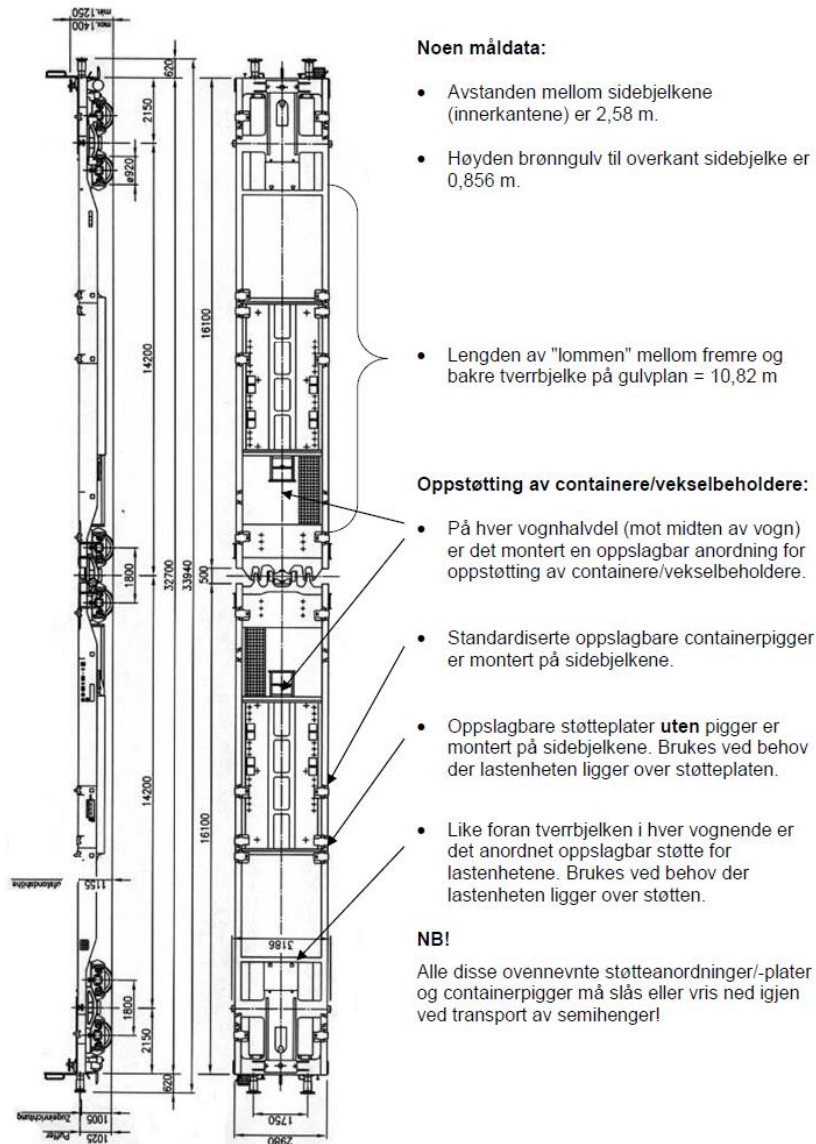 min. 1250
max. 1400
620
2150
ø920
14200
16100
32700
33940
1800
500
14200
16100
1155
3186
1800
2150
620
Zugeinrichtung 1005
Puffer 1025
1750
2980
Noen måldata:
• Avstanden mellom sidebjelkene
(innerkantene) er 2,58 m.
• Høyden brønngulv til overkant sidebjelke er
0,856 m.
• Lengden av "lommen" mellom fremre og
bakre tverrbjelke på gulvplan = 10,82 m
Oppstøtting av containere/vekselbeholdere:
• På hver vognhalvdel (mot midten av vogn)
er det montert en oppslagbar anordning for
oppstøtting av containere/vekselbeholdere.
• Standardiserte oppslagbare containerpigger
er montert på sidebjelkene.
• Oppslagbare støtteplater uten pigger er
montert på sidebjelkene. Brukes ved behov
der lastenheten ligger over støtteplaten.
• Like foran tverrbjelken i hver vognende er
det anordnet oppslagbar støtte for
lastenhetene. Brukes ved behov der
lastenheten ligger over støtten.
NB!
Alle disse ovennevnte støtteanordninger/-plater
og containerpigger må slås eller vris ned igjen
ved transport av semihenger!